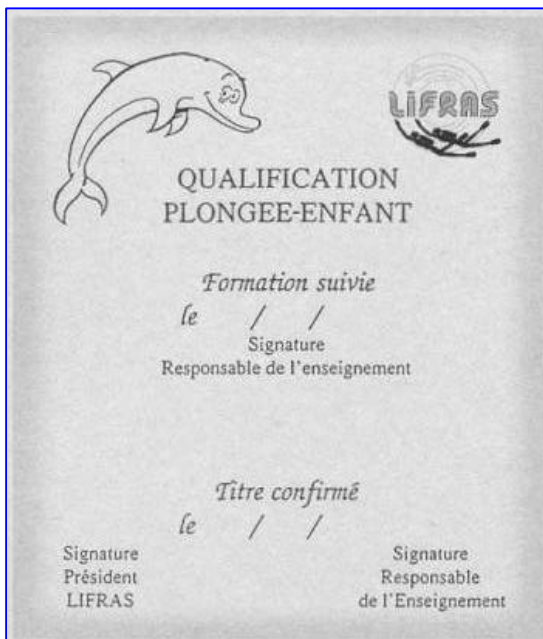 LiFRAS
QUALIFICATION
PLONGEE-ENFANT
Formation suivie
le / /
Signature
Responsable de l'enseignement
Titre confirmé
le / /
Signature
Président
LIFRAS
Signature
Responsable
de l'Enseignement